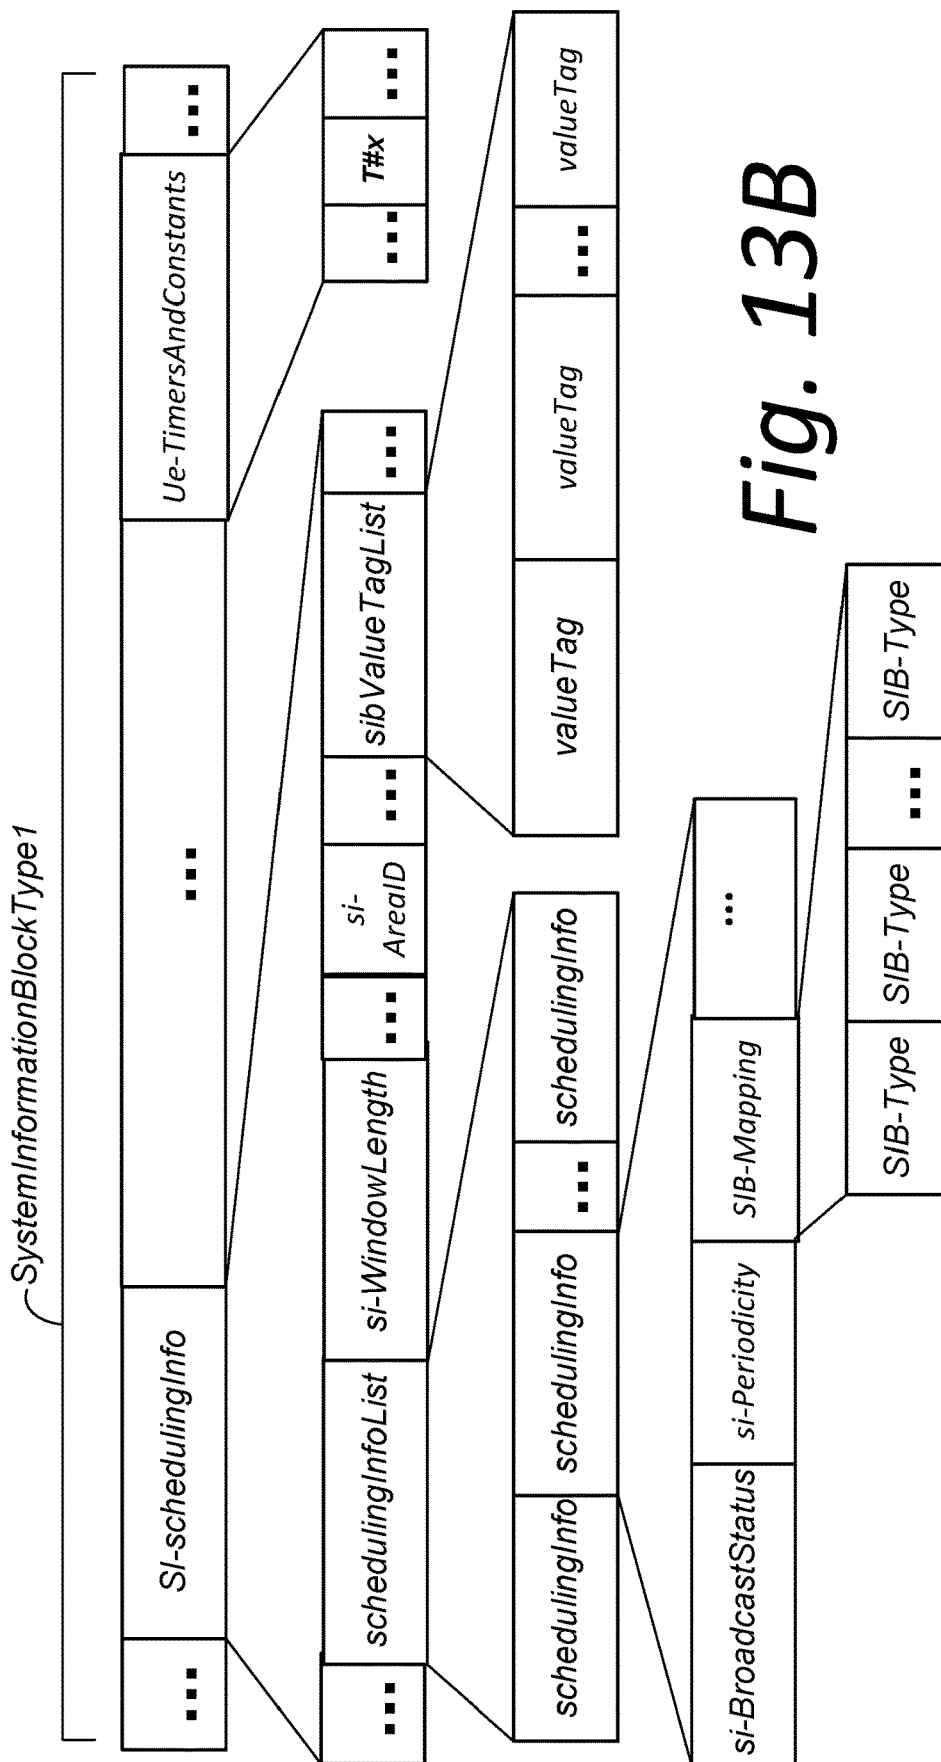 SystemInformationBlockType1
... SI-schedulingInfo ... Ue-TimersAndConstants ...
... schedulingInfoList si-WindowLength ... si-
AreaID ... sibValueTagList ...
... T#x ...
schedulingInfo schedulingInfo ... schedulingInfo
valueTag valueTag ... valueTag
si-BroadcastStatus si-Periodicity SIB-Mapping ...
SIB-Type SIB-Type ... SIB-Type
Fig. 13B